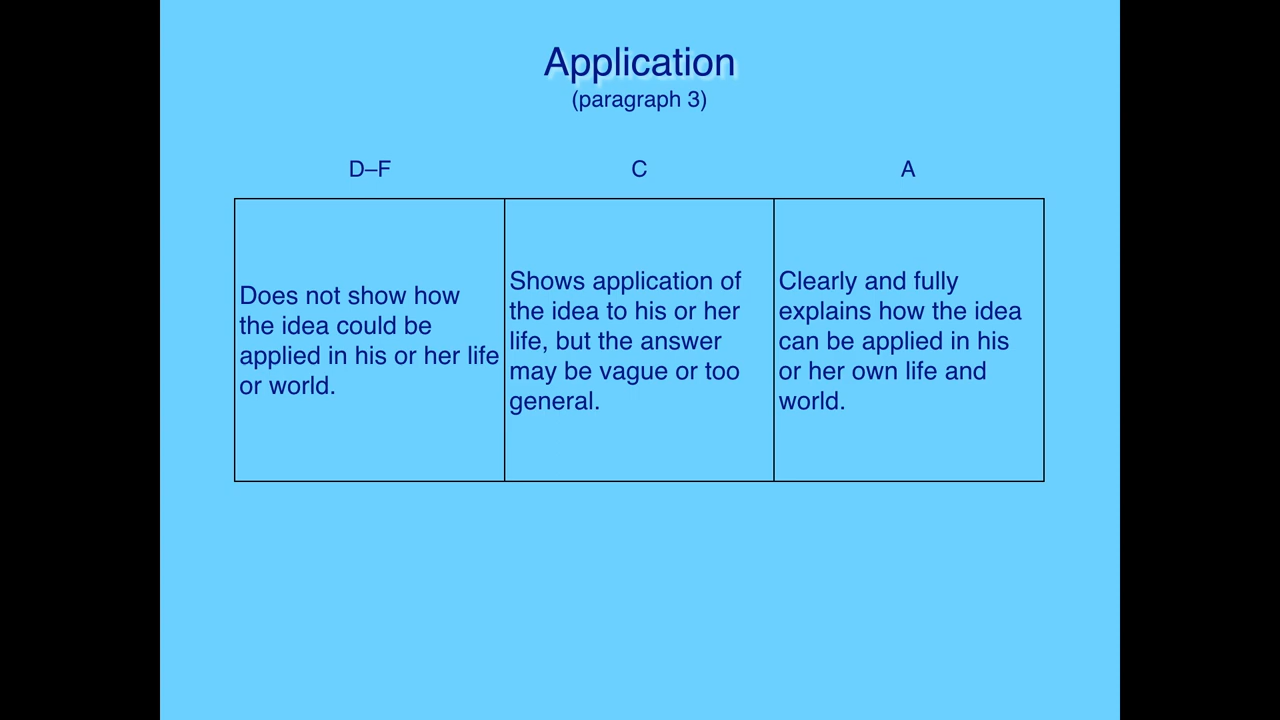 Application
(paragraph 3)
D–F
C
A
Does not show how
the idea could be
applied in his or her life
or world.
Shows application of
the idea to his or her
life, but the answer
may be vague or too
general.
Clearly and fully
explains how the idea
can be applied in his
or her own life and
world.